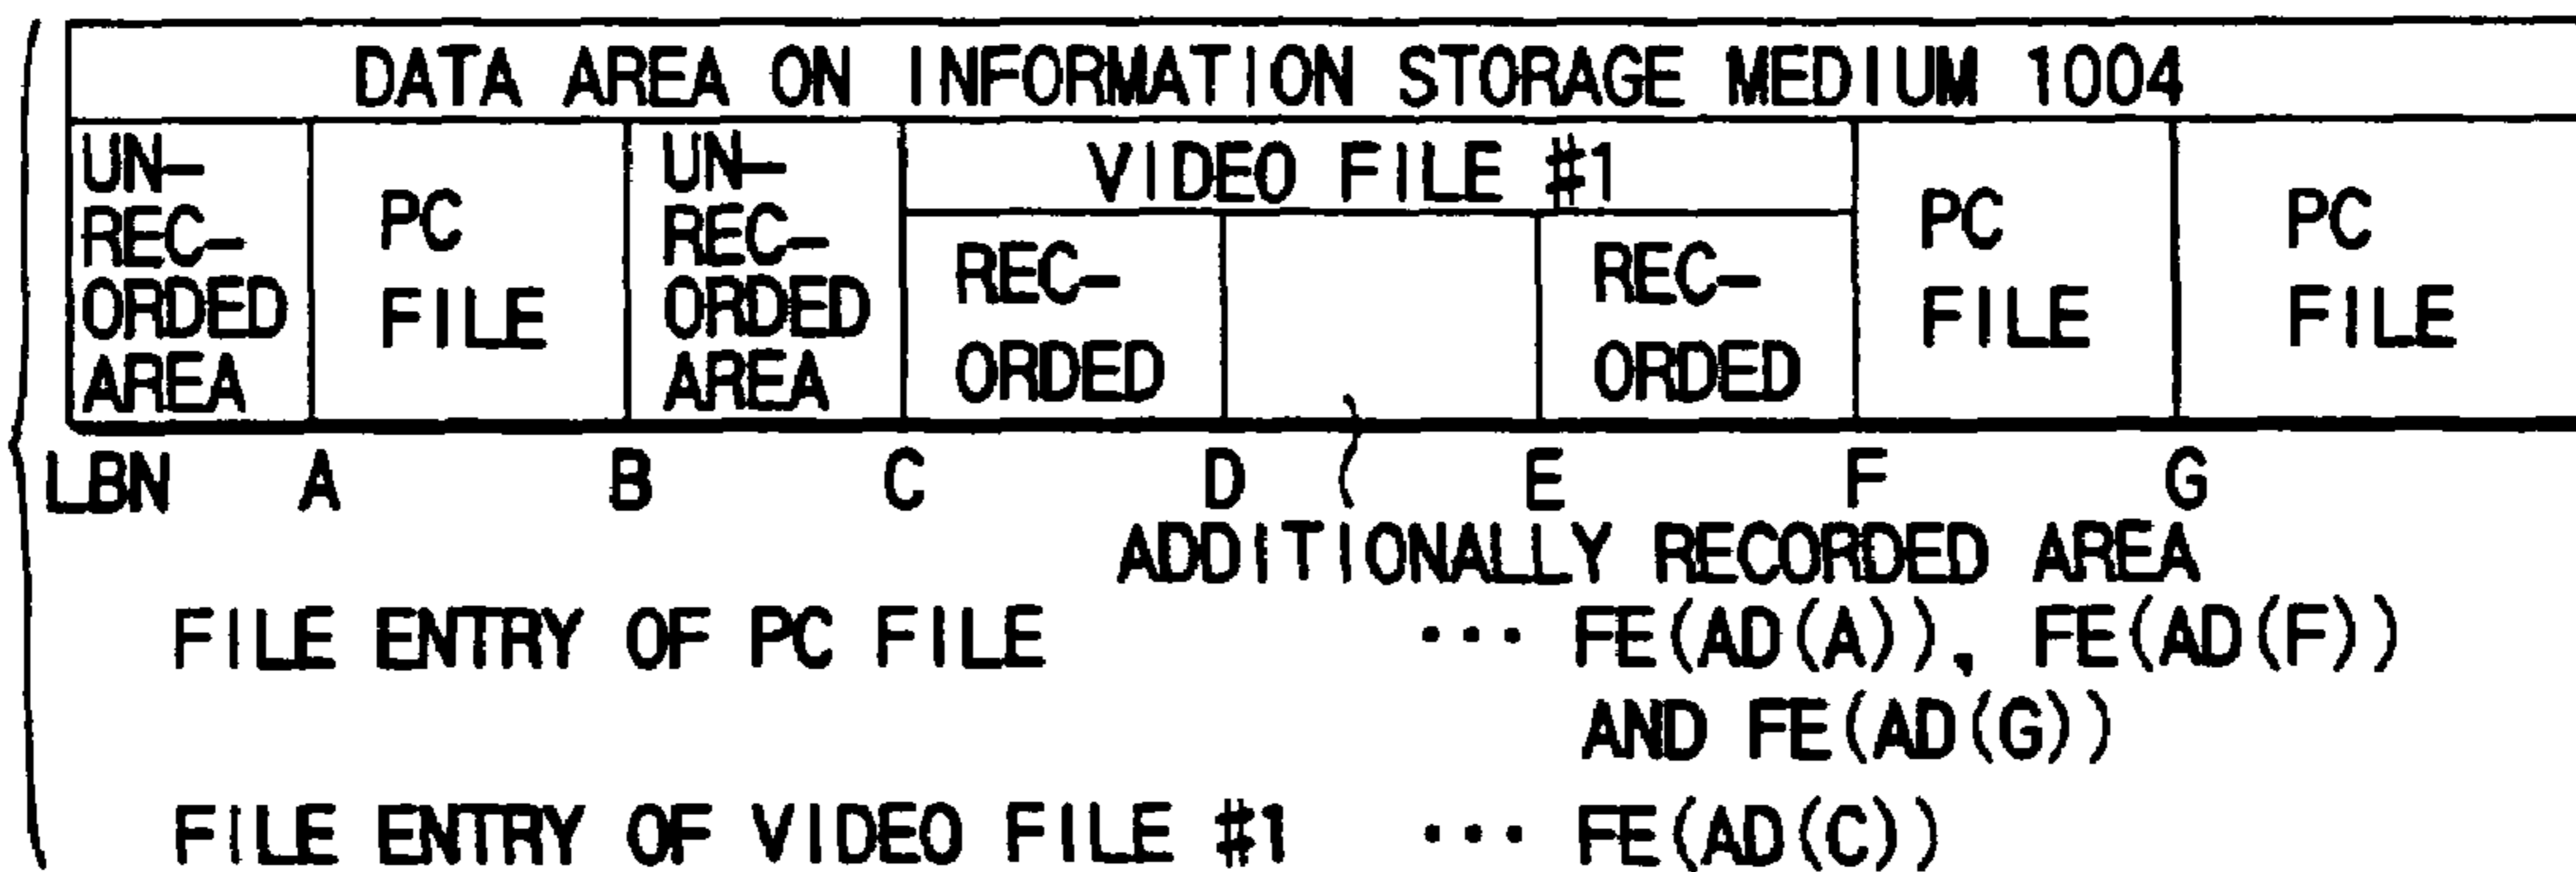 DATA AREA ON INFORMATION STORAGE MEDIUM 1004
UN-
REC-
ORDED
AREA
PC
FILE
UN-
REC-
ORDED
AREA
VIDEO FILE #1
REC-
ORDED
REC-
ORDED
PC
FILE
PC
FILE
LBN A B C D E F G
ADDITIONALLY RECORDED AREA
FILE ENTRY OF PC FILE ... FE(AD(A)), FE(AD(F))
AND FE(AD(G))
FILE ENTRY OF VIDEO FILE #1 ... FE(AD(C))